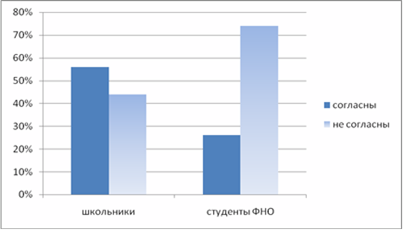 80%
70%
60%
50%
40%
30%
20%
10%
0%
школьники
студенты ФНО
согласны
не согласны